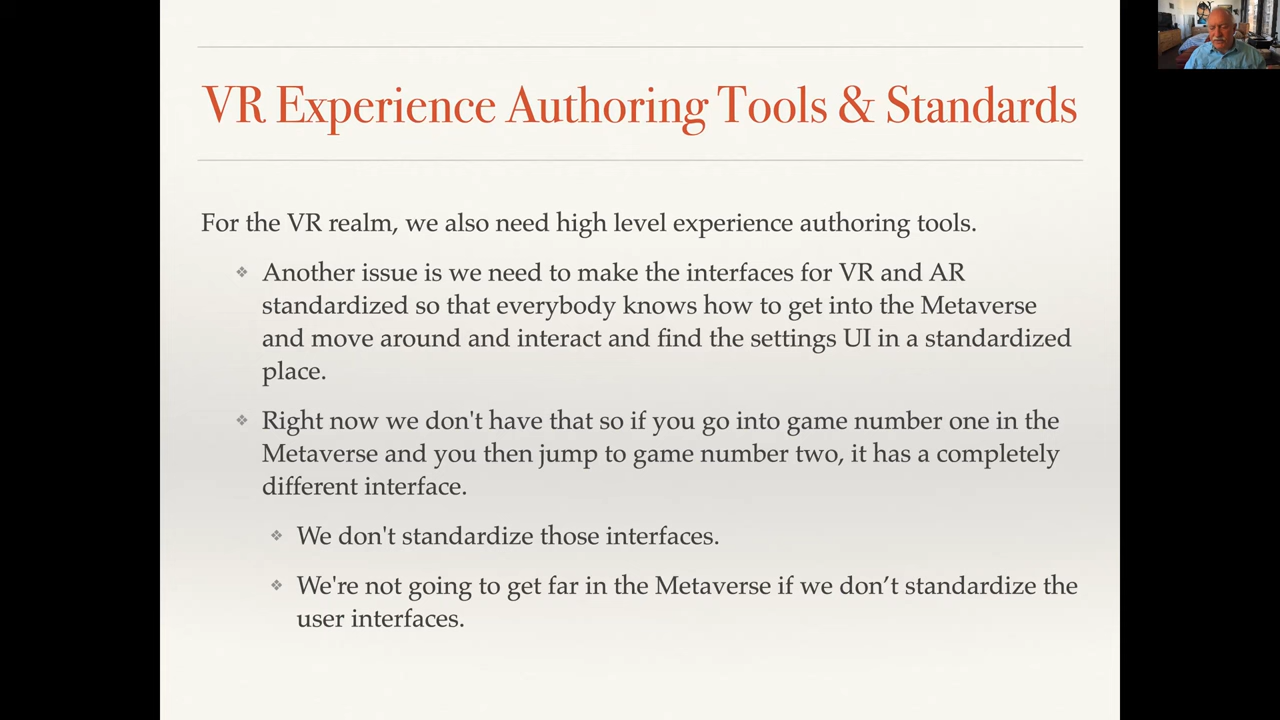 VR Experience Authoring Tools & Standards
For the VR realm, we also need high level experience authoring tools.
Another issue is we need to make the interfaces for VR and AR
standardized so that everybody knows how to get into the Metaverse
and move around and interact and find the settings UI in a standardized
place.
Right now we don't have that so if you go into game number one in the
Metaverse and you then jump to game number two, it has a completely
different interface.
We don't standardize those interfaces.
We're not going to get far in the Metaverse if we don’t standardize the
user interfaces.